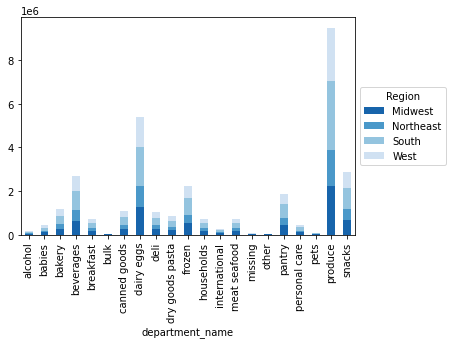 1e6
8
6
4
2
0
Region
Midwest
Northeast
South
West
alcohol
babies
bakery
beverages
breakfast
bulk
canned goods
dairy eggs
deli
dry goods pasta
frozen
households
international
meat seafood
missing
other
pantry
personal care
pets
produce
snacks
department_name